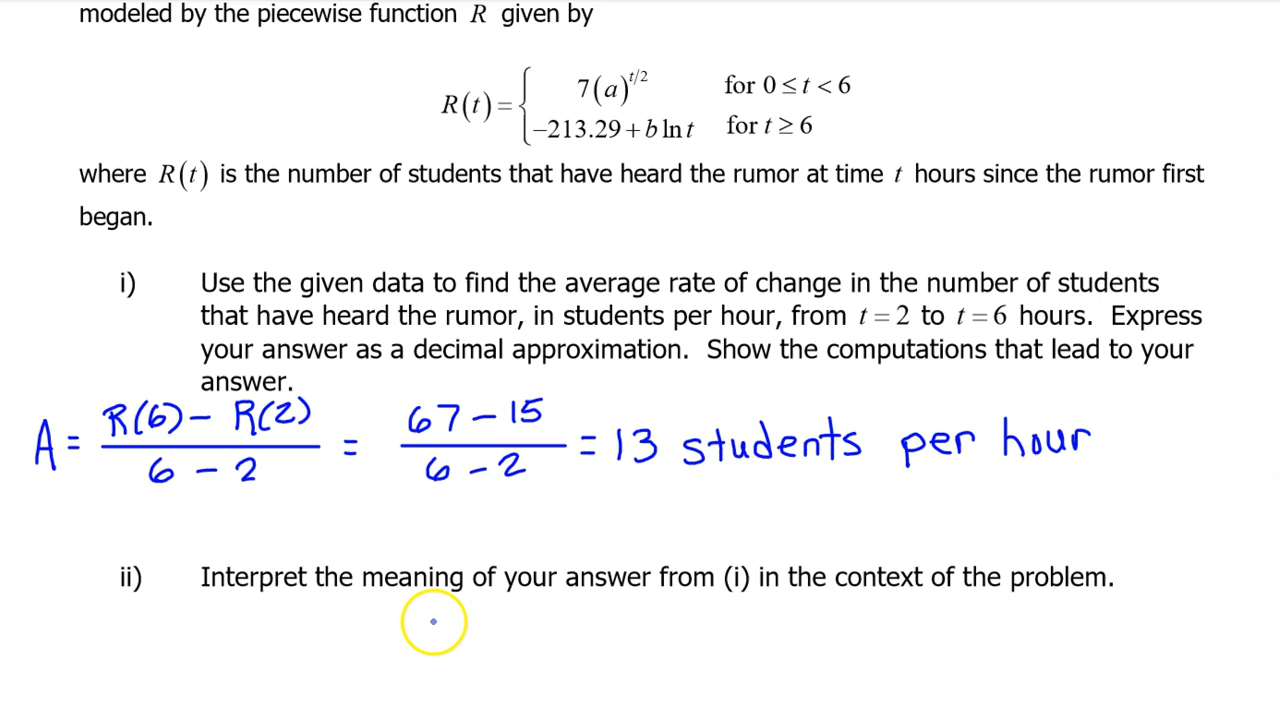 modeled by the piecewise function R given by
R(t) = { 7(a)^{t/2} for 0 ≤ t < 6
−213.29 + b ln t for t ≥ 6
where R(t) is the number of students that have heard the rumor at time t hours since the rumor first
began.
i) Use the given data to find the average rate of change in the number of students
that have heard the rumor, in students per hour, from t = 2 to t = 6 hours. Express
your answer as a decimal approximation. Show the computations that lead to your
answer.
A = (R(6) − R(2))/(6 − 2) = (67 − 15)/(6 − 2) = 13 students per hour
ii) Interpret the meaning of your answer from (i) in the context of the problem.